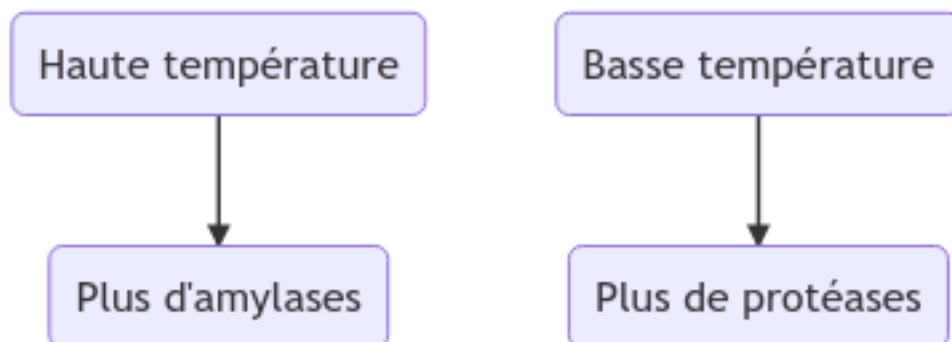 Haute température
Basse température
Plus d'amylases
Plus de protéases